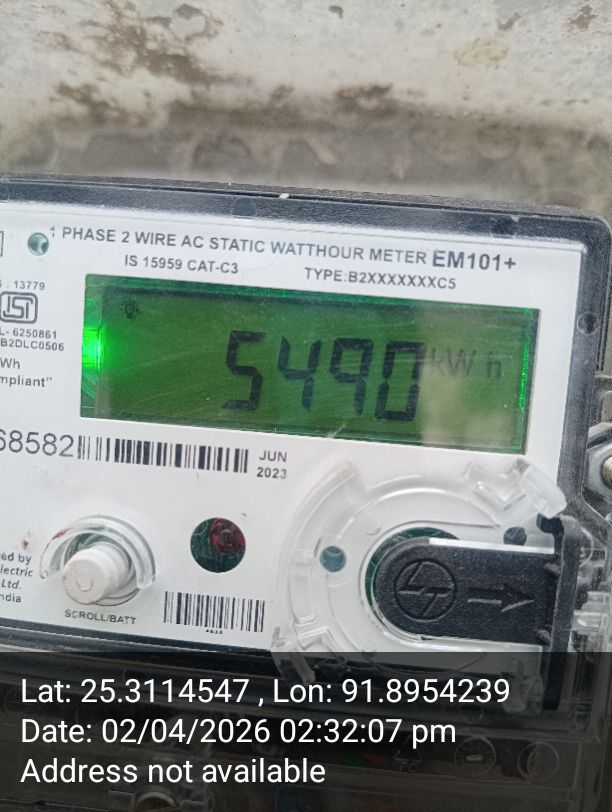 1 PHASE 2 WIRE AC STATIC WATTHOUR METER EM101+
IS 15959 CAT-C3
TYPE:B2XXXXXXXC5
: 13779
ISI
L- 6250861
B2DLC0506
Wh
mpliant"
5490 kWh
68582
JUN
2023
ed by
lectric
Ltd.
ndia
SCROLL/BATT
LT
Lat: 25.3114547 , Lon: 91.8954239
Date: 02/04/2026 02:32:07 pm
Address not available